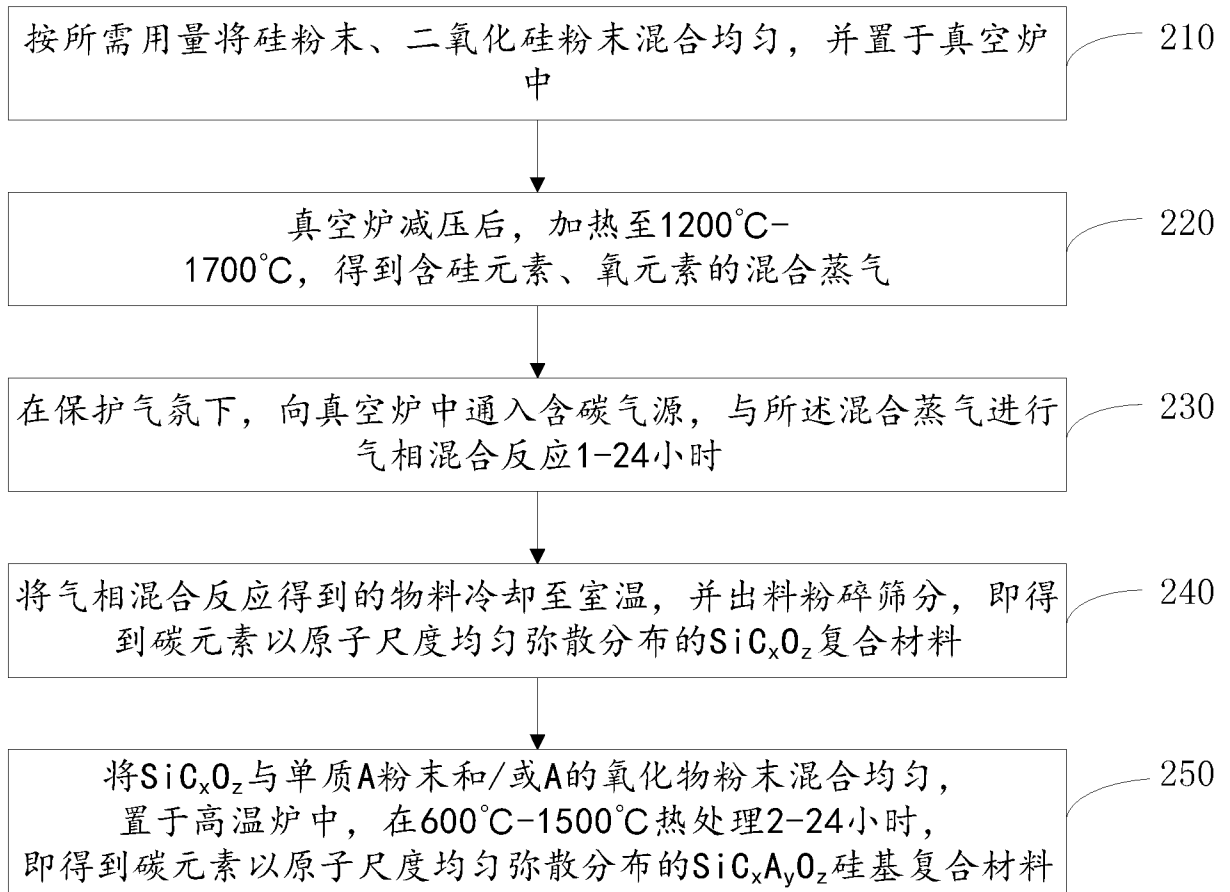 按所需用量将硅粉末、二氧化硅粉末混合均匀，并置于真空炉
中
210
真空炉减压后，加热至1200℃-
1700℃，得到含硅元素、氧元素的混合蒸气
220
在保护气氛下，向真空炉中通入含碳气源，与所述混合蒸气进行
气相混合反应1-24小时
230
将气相混合反应得到的物料冷却至室温，并出料粉碎筛分，即得
到碳元素以原子尺度均匀弥散分布的SiCₓO_z复合材料
240
将SiCₓO_z与单质A粉末和/或A的氧化物粉末混合均匀，
置于高温炉中，在600℃-1500℃热处理2-24小时，
即得到碳元素以原子尺度均匀弥散分布的SiCₓA_yO_z硅基复合材料
250